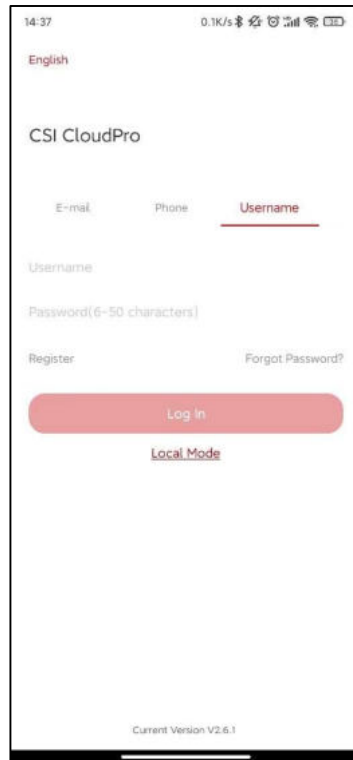 14:37 0.1K/s
English
CSI CloudPro
E-mail Phone Username
Username
Password(6-50 characters)
Register Forgot Password?
Log In
Local Mode
Current Version V2.6.1